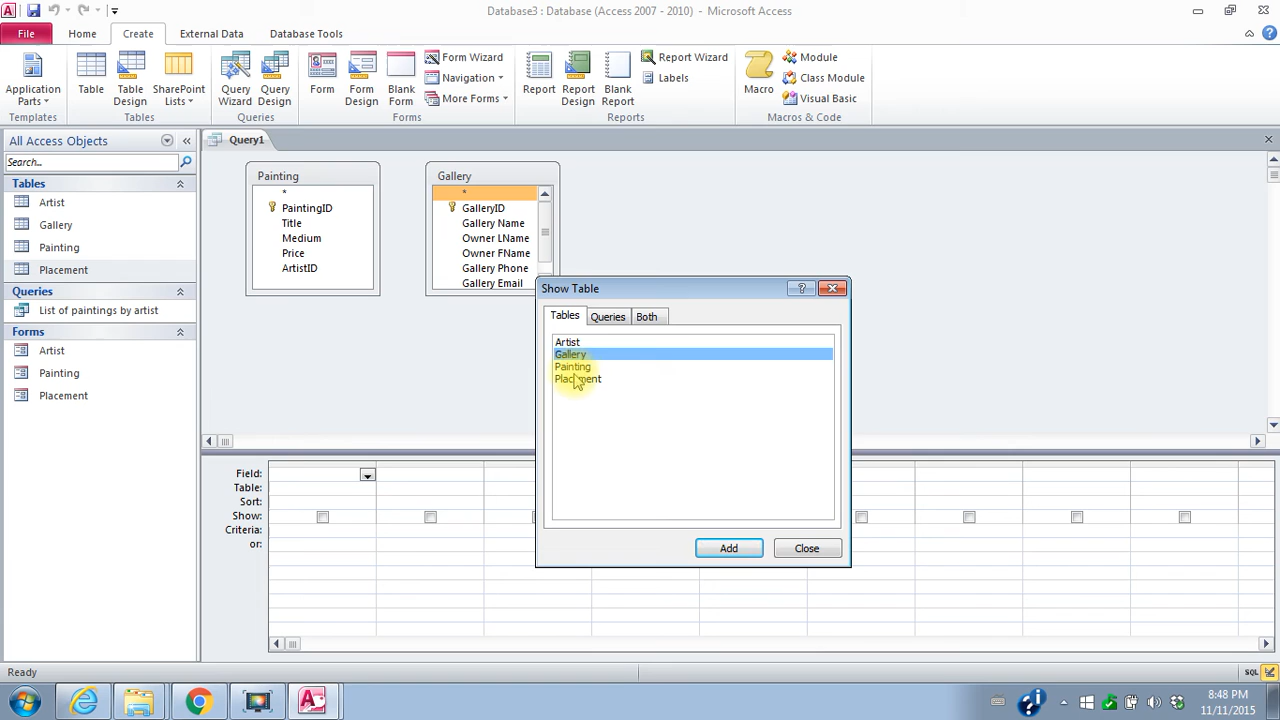 Database3 : Database (Access 2007 - 2010) - Microsoft Access
File Home Create External Data Database Tools
Application Parts
Table
Table Design
SharePoint Lists
Query Wizard
Query Design
Form
Form Design
Blank Form
Form Wizard
Navigation
More Forms
Report
Report Design
Blank Report
Report Wizard
Labels
Macro
Module
Class Module
Visual Basic
Templates Tables Queries Forms Reports Macros & Code
All Access Objects
Search...
Tables
Artist
Gallery
Painting
Placement
Queries
List of paintings by artist
Forms
Artist
Painting
Placement
Query1
Painting
*
PaintingID
Title
Medium
Price
ArtistID
Gallery
*
GalleryID
Gallery Name
Owner LName
Owner FName
Gallery Phone
Gallery Email
Show Table
Tables Queries Both
Artist
Gallery
Painting
Placement
Add Close
Field:
Table:
Sort:
Show:
Criteria:
or:
Ready
SQL
8:48 PM
11/11/2015